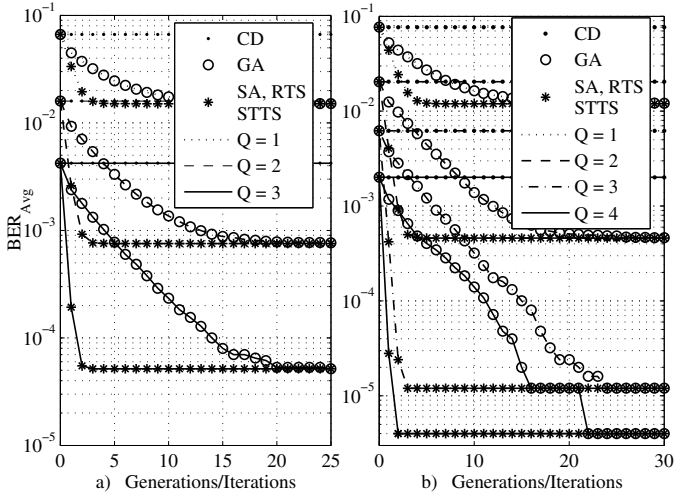 10^-1
10^-2
10^-3
10^-4
10^-5
BER_Avg
0 5 10 15 20 25
a) Generations/Iterations
CD
GA
SA, RTS
STTS
Q = 1
Q = 2
Q = 3
10^-1
10^-2
10^-3
10^-4
10^-5
0 10 20 30
b) Generations/Iterations
CD
GA
SA, RTS
STTS
Q = 1
Q = 2
Q = 3
Q = 4